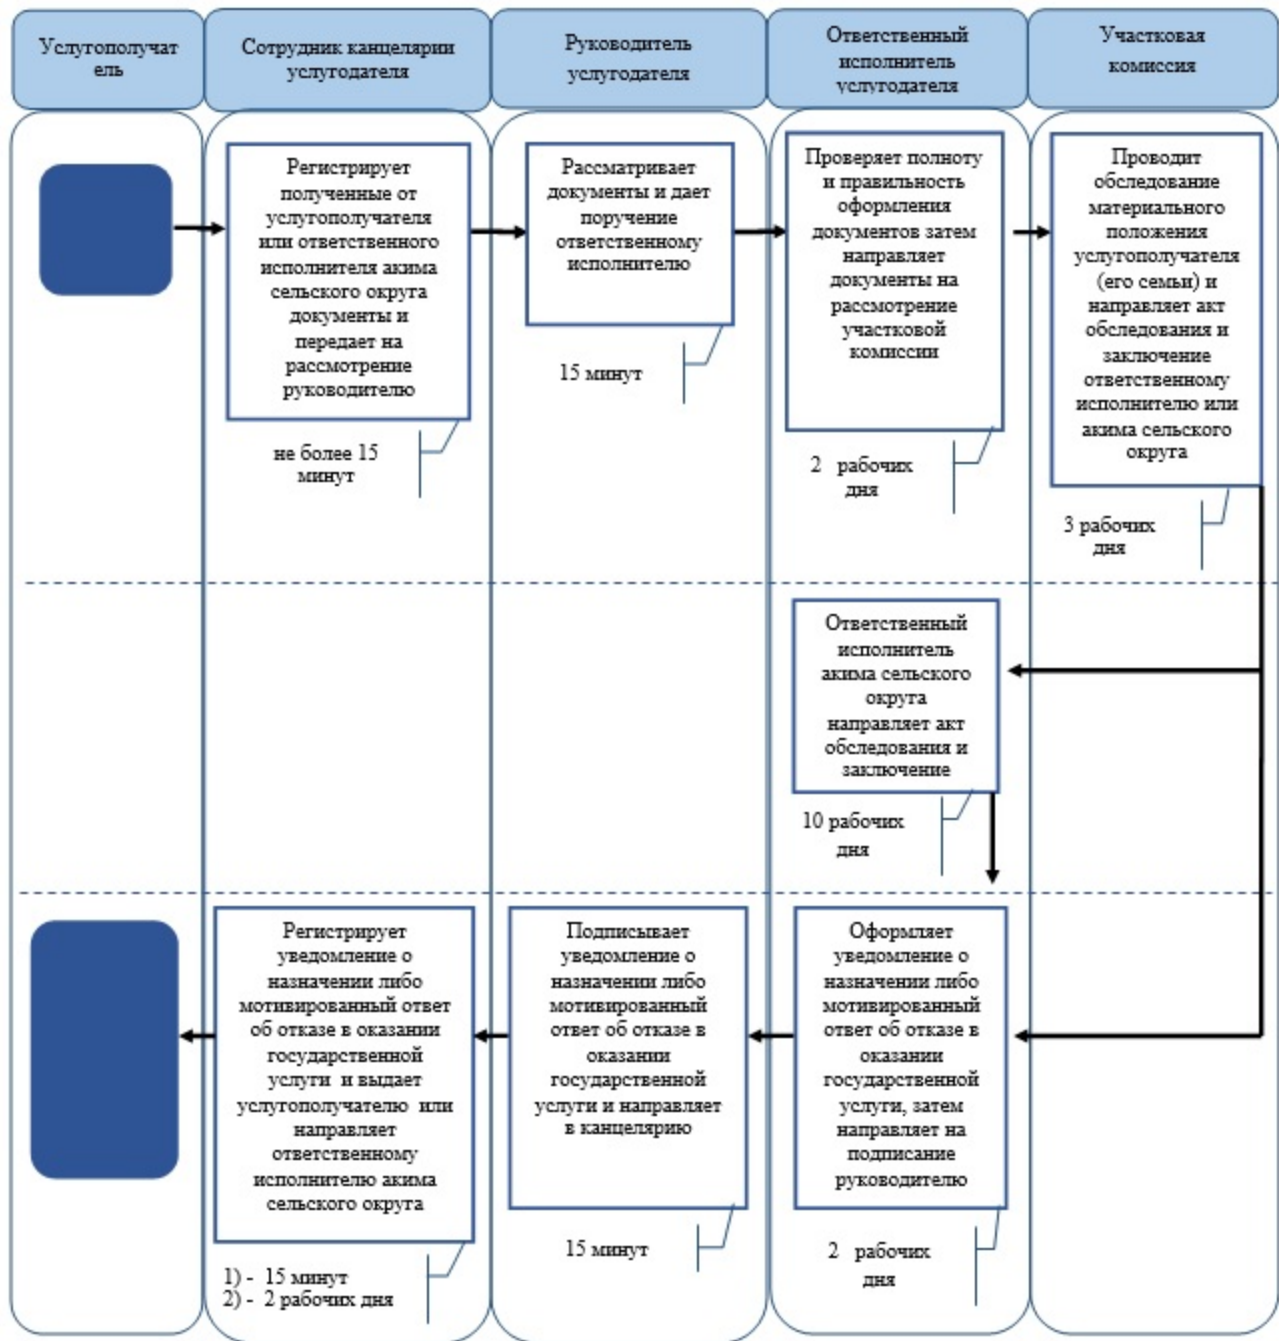 Услугополучат
ель
Сотрудник канцелярии
услугодателя
Руководитель
услугодателя
Ответственный
исполнитель
услугодателя
Участковая
комиссия
Регистрирует
полученные от
услугополучателя
или ответственного
исполнителя акима
сельского округа
документы и
передает на
рассмотрение
руководителю
не более 15
минут
Рассматривает
документы и дает
поручение
ответственному
исполнителю
15 минут
Проверяет полноту
и правильность
оформления
документов затем
направляет
документы на
рассмотрение
участковой
комиссии
2 рабочих
дня
Проводит
обследование
материального
положения
услугополучателя
(его семьи) и
направляет акт
обследования и
заключение
ответственному
исполнителю или
акима сельского
округа
3 рабочих
дня
Ответственный
исполнитель
акима сельского
округа
направляет акт
обследования и
заключение
10 рабочих
дня
Регистрирует
уведомление о
назначении либо
мотивированный ответ
об отказе в оказании
государственной
услуги и выдает
услугополучателю или
направляет
ответственному
исполнителю акима
сельского округа
1) - 15 минут
2) - 2 рабочих дня
Подписывает
уведомление о
назначении либо
мотивированный
ответ об отказе в
оказании
государственной
услуги и направляет
в канцелярию
15 минут
Оформляет
уведомление о
назначении либо
мотивированный
ответ об отказе в
оказании
государственной
услуги, затем
направляет на
подписание
руководителю
2 рабочих
дня